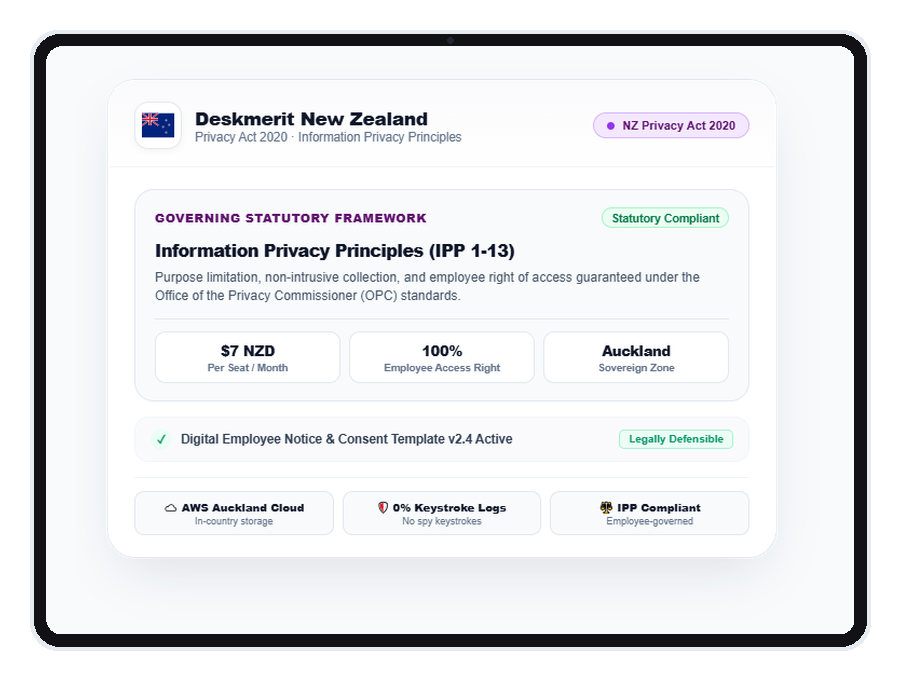 Deskmerit New Zealand
Privacy Act 2020 · Information Privacy Principles
NZ Privacy Act 2020
GOVERNING STATUTORY FRAMEWORK
Statutory Compliant
Information Privacy Principles (IPP 1-13)
Purpose limitation, non-intrusive collection, and employee right of access guaranteed under the
Office of the Privacy Commissioner (OPC) standards.
$7 NZD
Per Seat / Month
100%
Employee Access Right
Auckland
Sovereign Zone
Digital Employee Notice & Consent Template v2.4 Active
Legally Defensible
AWS Auckland Cloud
In-country storage
0% Keystroke Logs
No spy keystrokes
IPP Compliant
Employee-governed